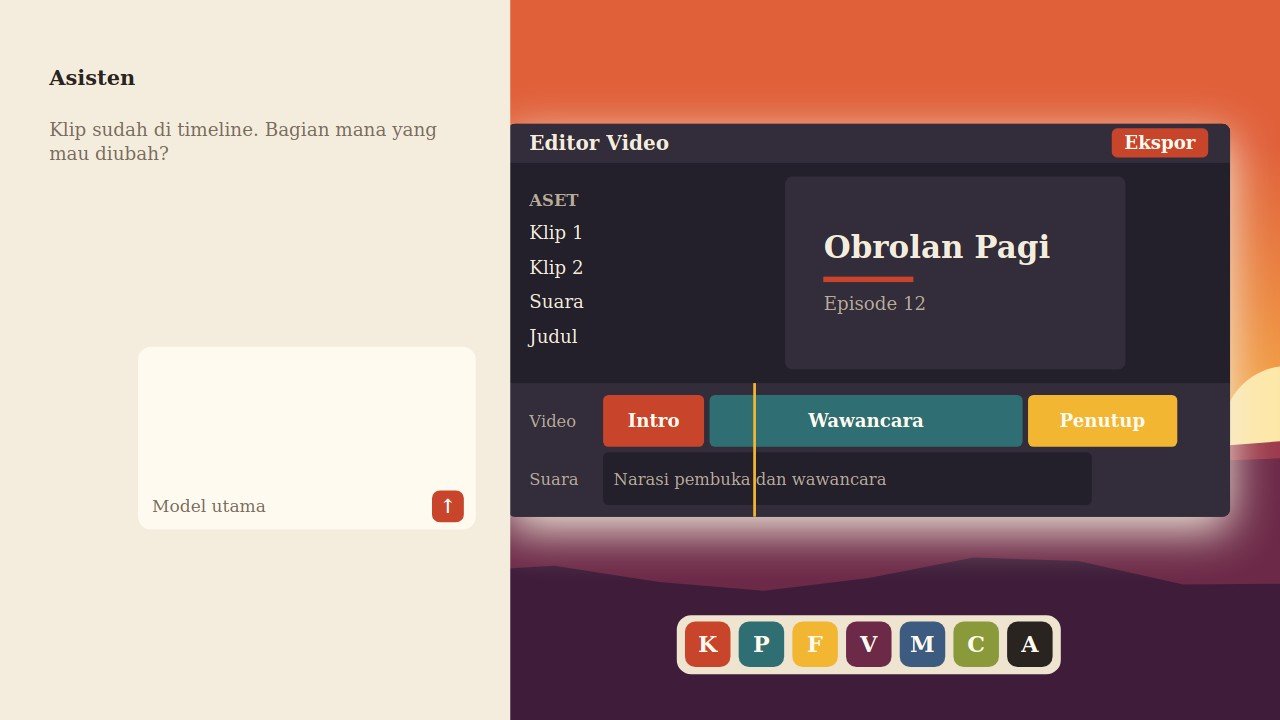 Asisten
Klip sudah di timeline. Bagian mana yang
mau diubah?
Model utama
↑
Editor Video
Ekspor
ASET
Klip 1
Klip 2
Suara
Judul
Obrolan Pagi
Episode 12
Video
Intro
Wawancara
Penutup
Suara
Narasi pembuka dan wawancara
K P F V M C A